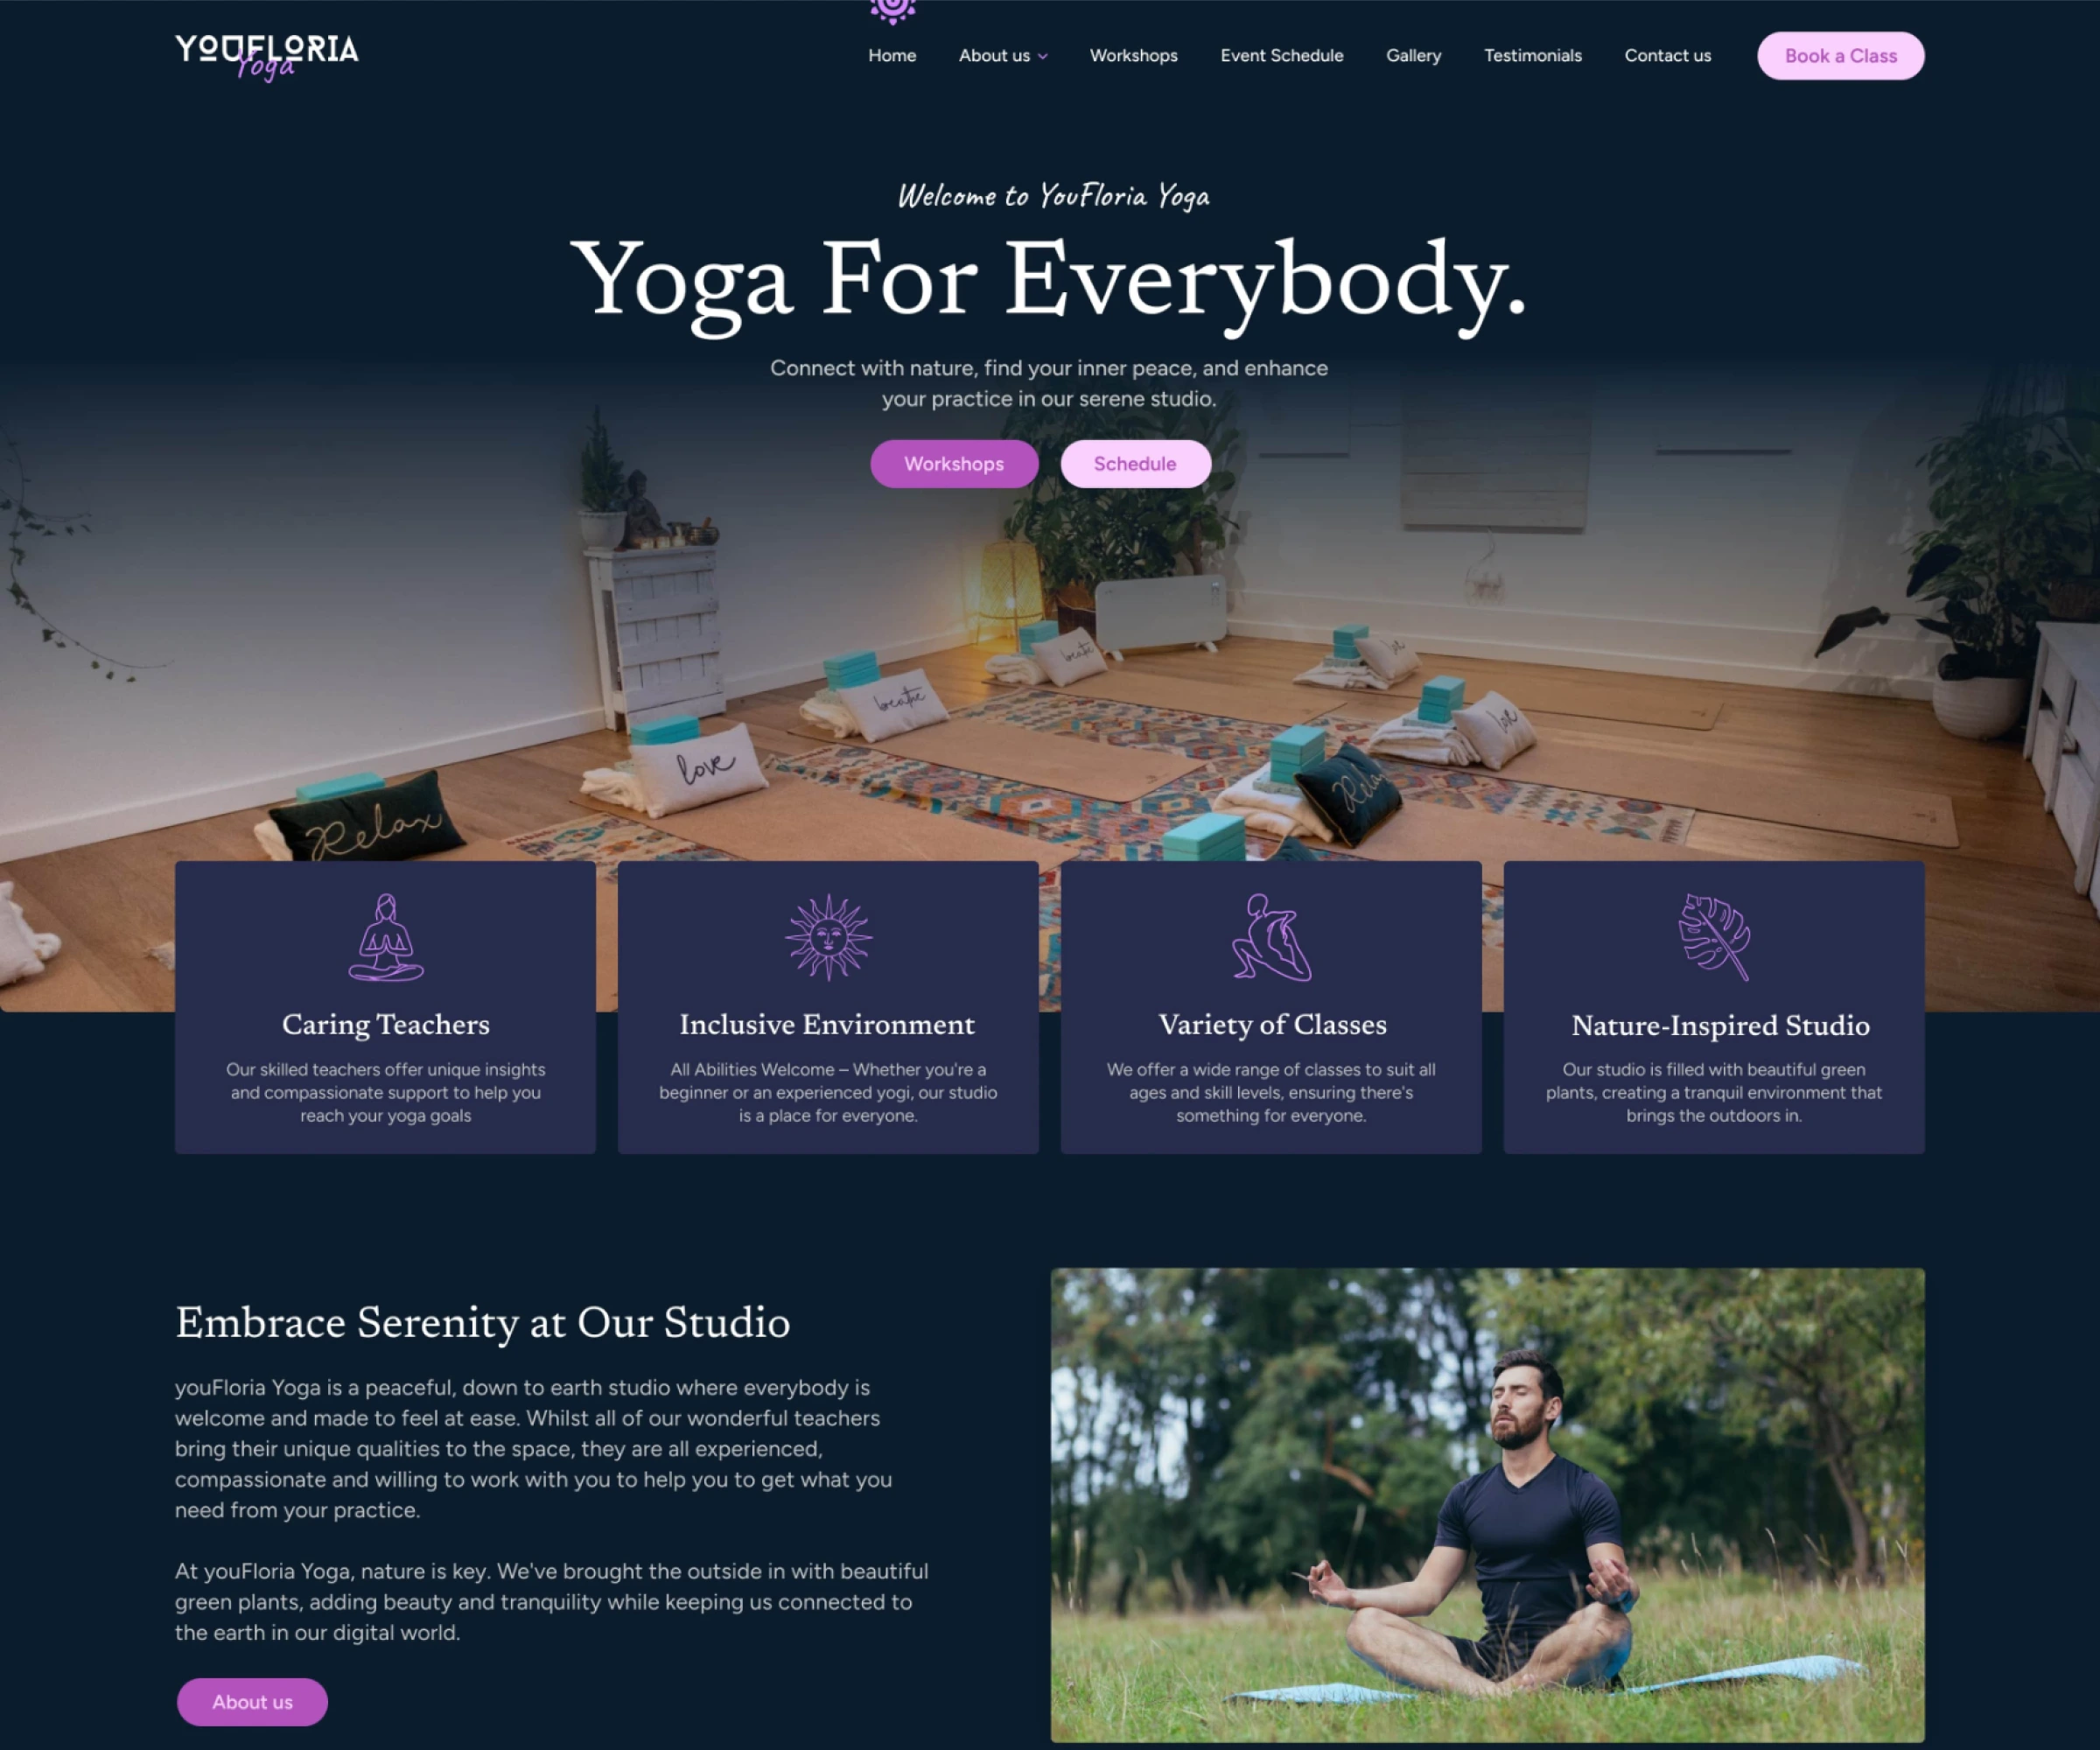 YOUFLORIA
Yoga
Home About us Workshops Event Schedule Gallery Testimonials Contact us Book a Class
Welcome to YouFloria Yoga
Yoga For Everybody.
Connect with nature, find your inner peace, and enhance
your practice in our serene studio.
Workshops Schedule
breathe
love
breathe
love
Relax
Relax
Caring Teachers
Our skilled teachers offer unique insights
and compassionate support to help you
reach your yoga goals
Inclusive Environment
All Abilities Welcome – Whether you're a
beginner or an experienced yogi, our studio
is a place for everyone.
Variety of Classes
We offer a wide range of classes to suit all
ages and skill levels, ensuring there's
something for everyone.
Nature-Inspired Studio
Our studio is filled with beautiful green
plants, creating a tranquil environment that
brings the outdoors in.
Embrace Serenity at Our Studio
youFloria Yoga is a peaceful, down to earth studio where everybody is
welcome and made to feel at ease. Whilst all of our wonderful teachers
bring their unique qualities to the space, they are all experienced,
compassionate and willing to work with you to help you to get what you
need from your practice.
At youFloria Yoga, nature is key. We've brought the outside in with beautiful
green plants, adding beauty and tranquility while keeping us connected to
the earth in our digital world.
About us